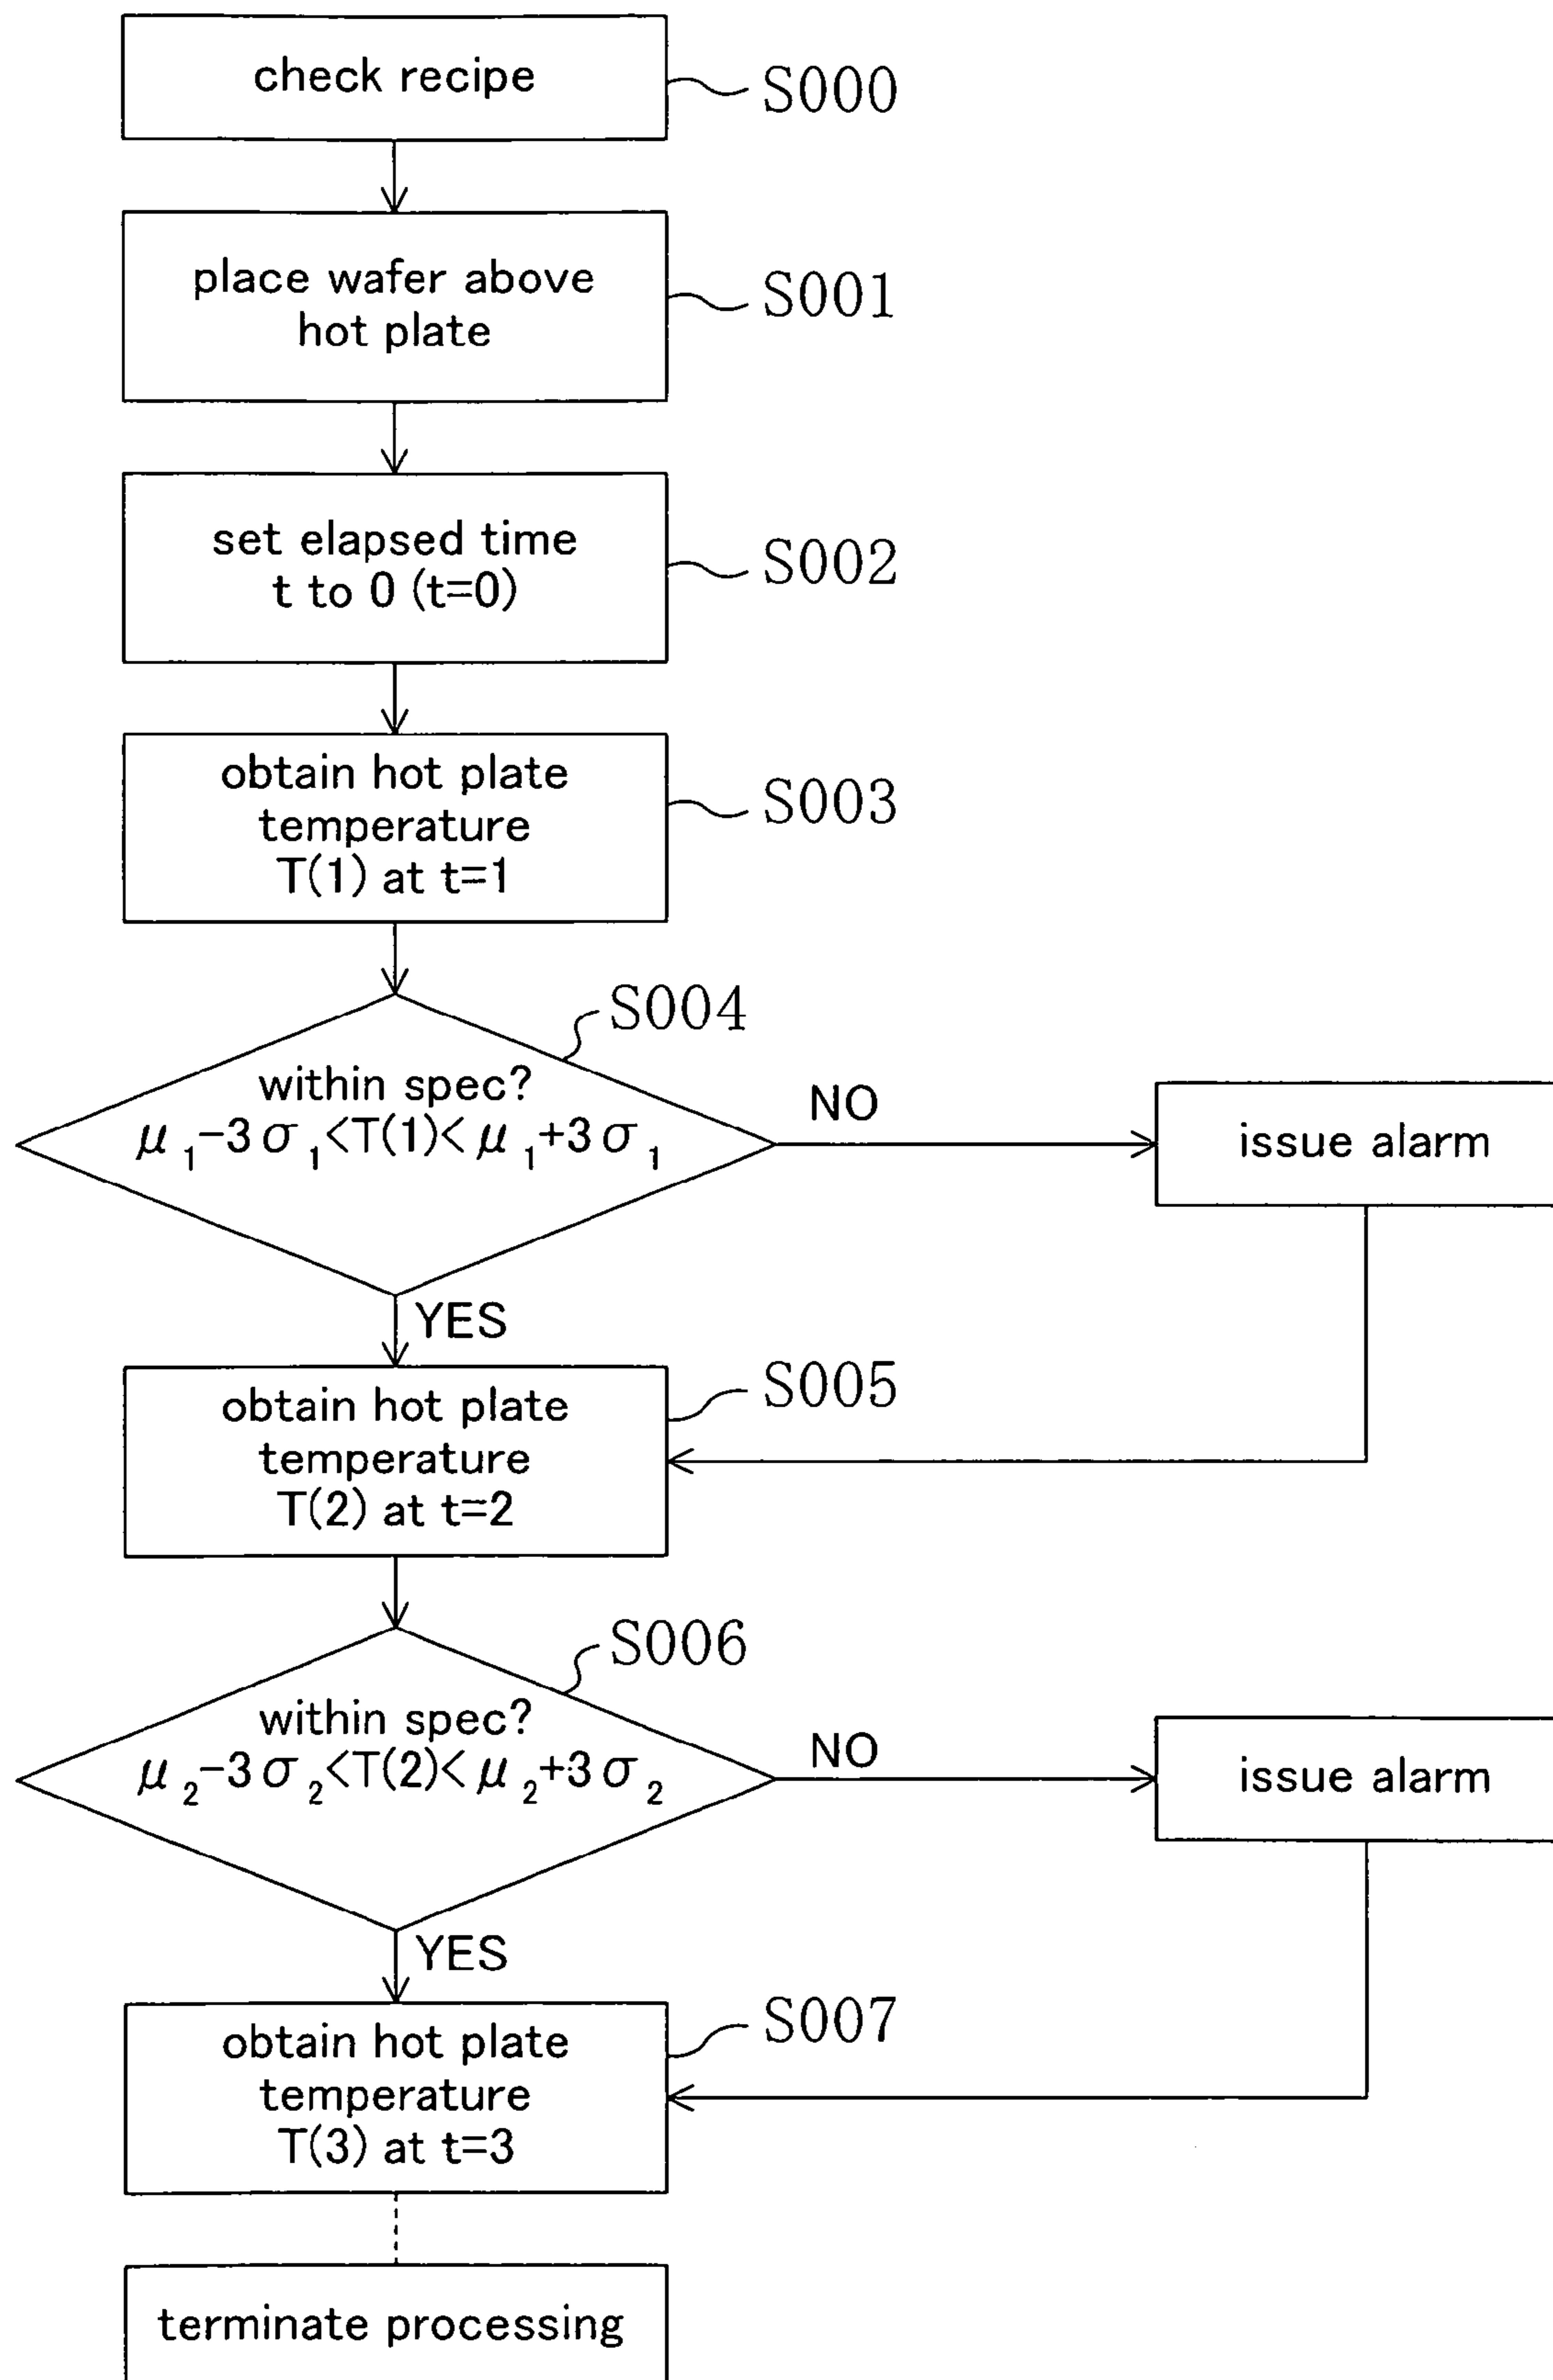 check recipe
S000
place wafer above
hot plate
S001
set elapsed time
t to 0 (t=0)
S002
obtain hot plate
temperature
T(1) at t=1
S003
S004
within spec?
μ₁-3σ₁<T(1)<μ₁+3σ₁
NO
issue alarm
YES
obtain hot plate
temperature
T(2) at t=2
S005
S006
within spec?
μ₂-3σ₂<T(2)<μ₂+3σ₂
NO
issue alarm
YES
obtain hot plate
temperature
T(3) at t=3
S007
terminate processing